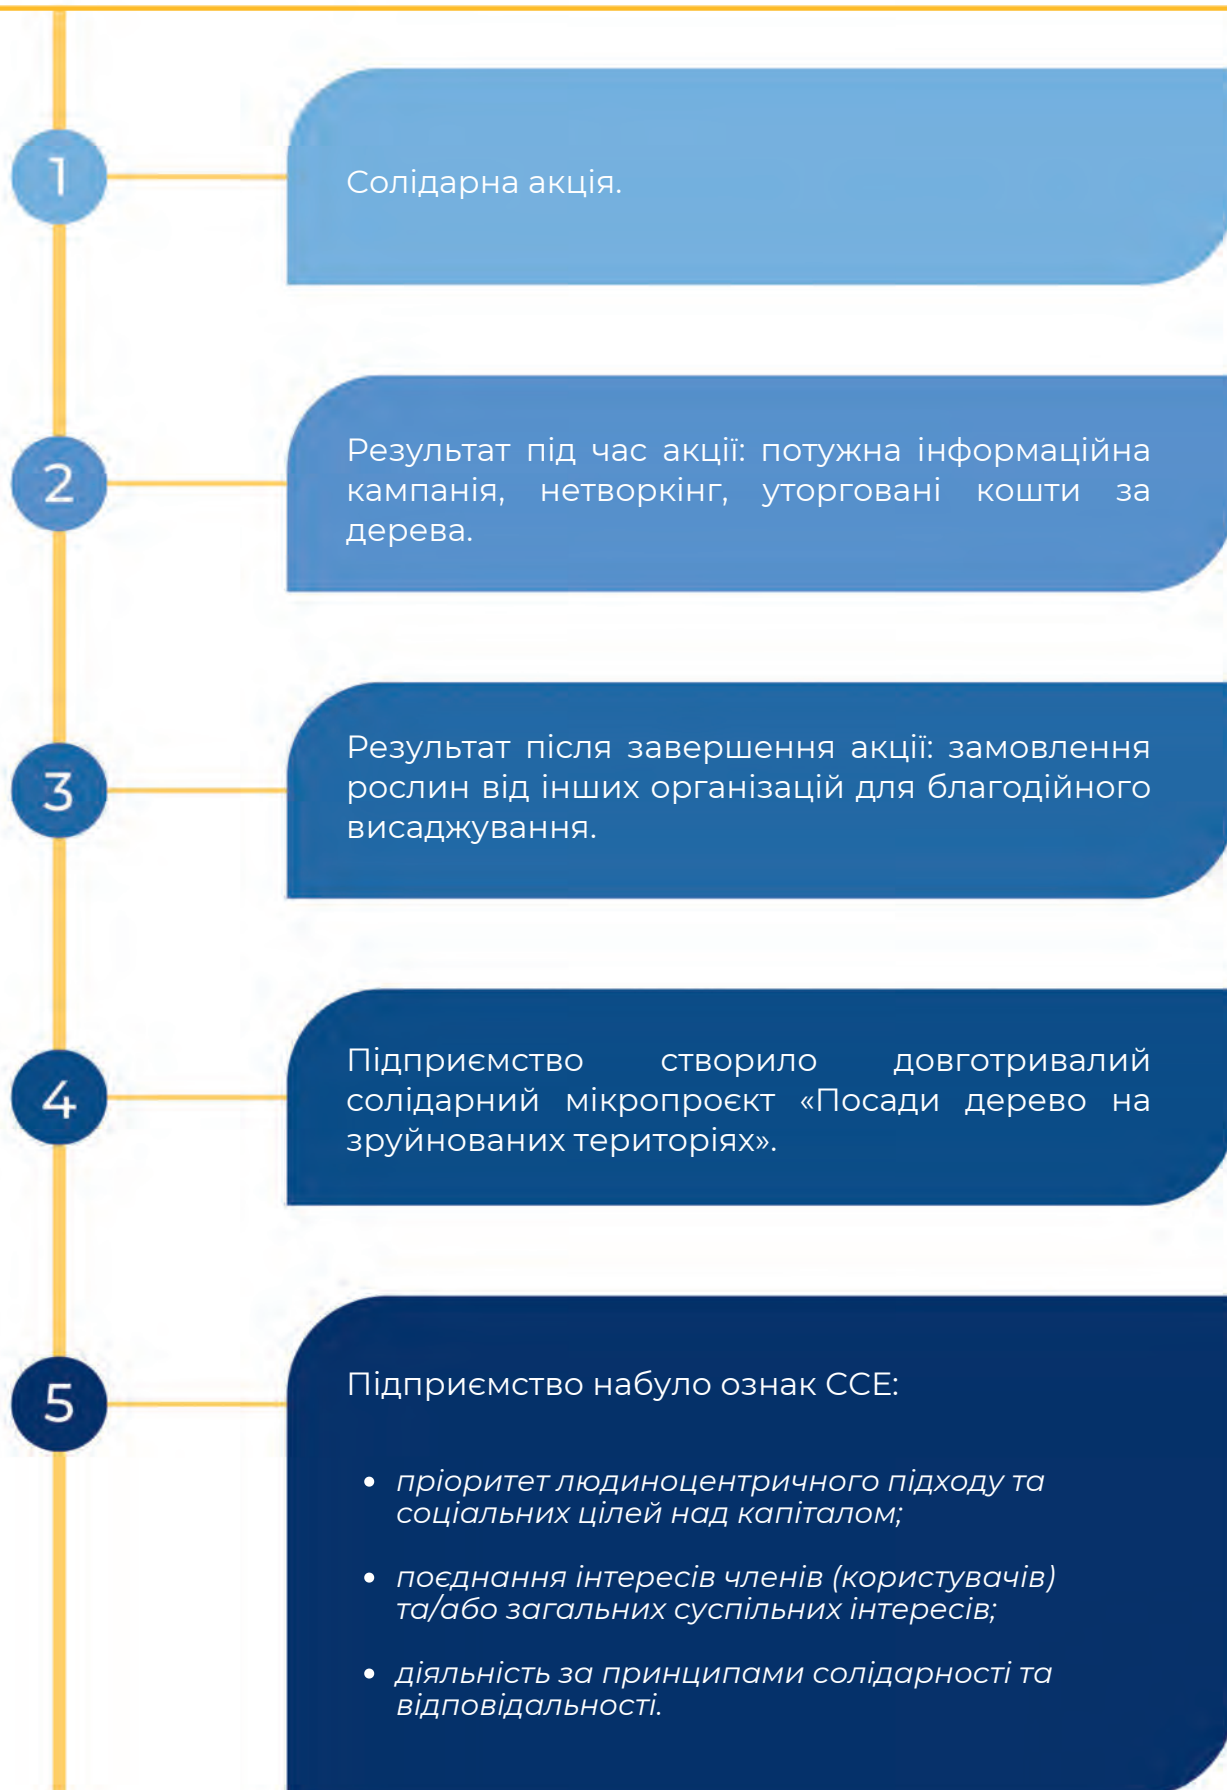 1
Солідарна акція.
2
Результат під час акції: потужна інформаційна
кампанія, нетворкінг, уторговані кошти за
дерева.
3
Результат після завершення акції: замовлення
рослин від інших організацій для благодійного
висаджування.
4
Підприємство створило довготривалий
солідарний мікропроєкт «Посади дерево на
зруйнованих територіях».
5
Підприємство набуло ознак ССЕ:
• пріоритет людиноцентричного підходу та
соціальних цілей над капіталом;
• поєднання інтересів членів (користувачів)
та/або загальних суспільних інтересів;
• діяльність за принципами солідарності та
відповідальності.